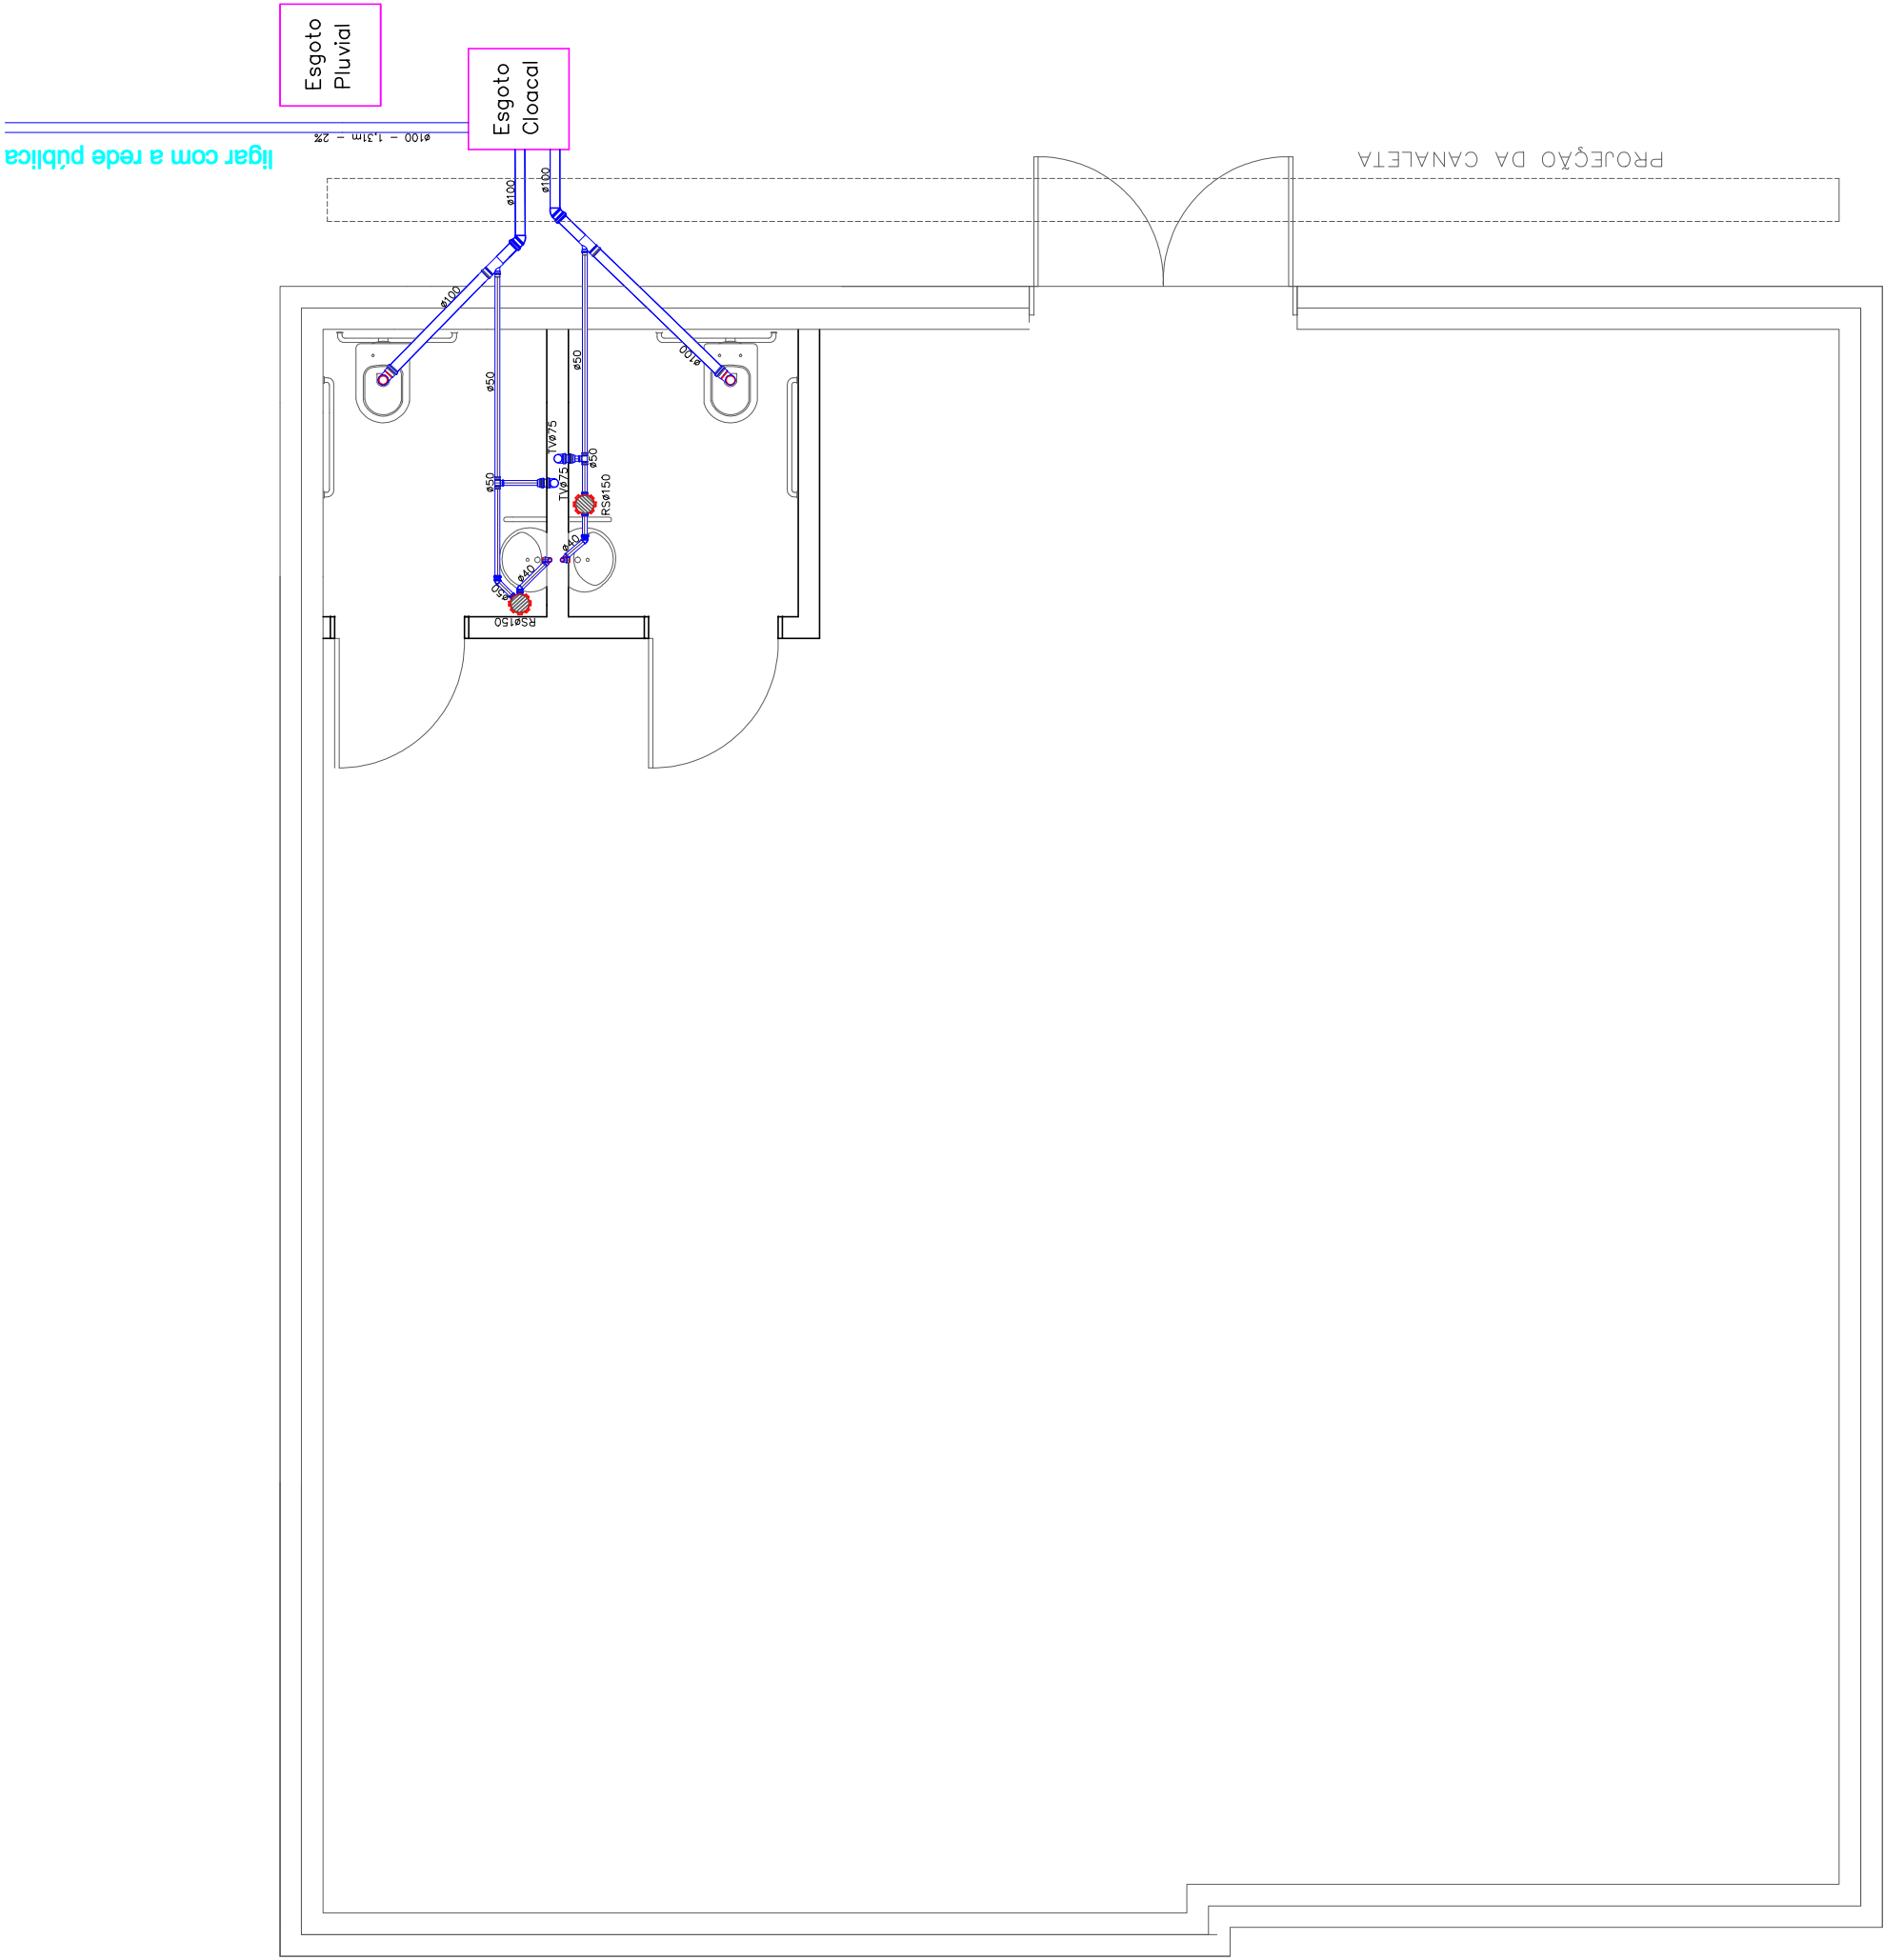 Esgoto
Pluvial
Esgoto
Cloacal
ø100 - 1,31m - 2%
ligar com a rede pública
PROJEÇÃO DA CANALETA
ø100
ø100
ø100
ø100
ø50
ø50
TVø75
TVø75
ø50
ø50
RSø150
ø40
ø40
ø50
RSø150